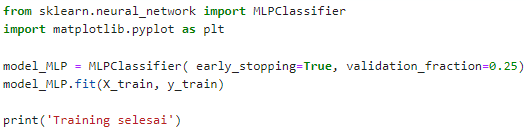 from sklearn.neural_network import MLPClassifier
import matplotlib.pyplot as plt
model_MLP = MLPClassifier( early_stopping=True, validation_fraction=0.25)
model_MLP.fit(X_train, y_train)
print('Training selesai')